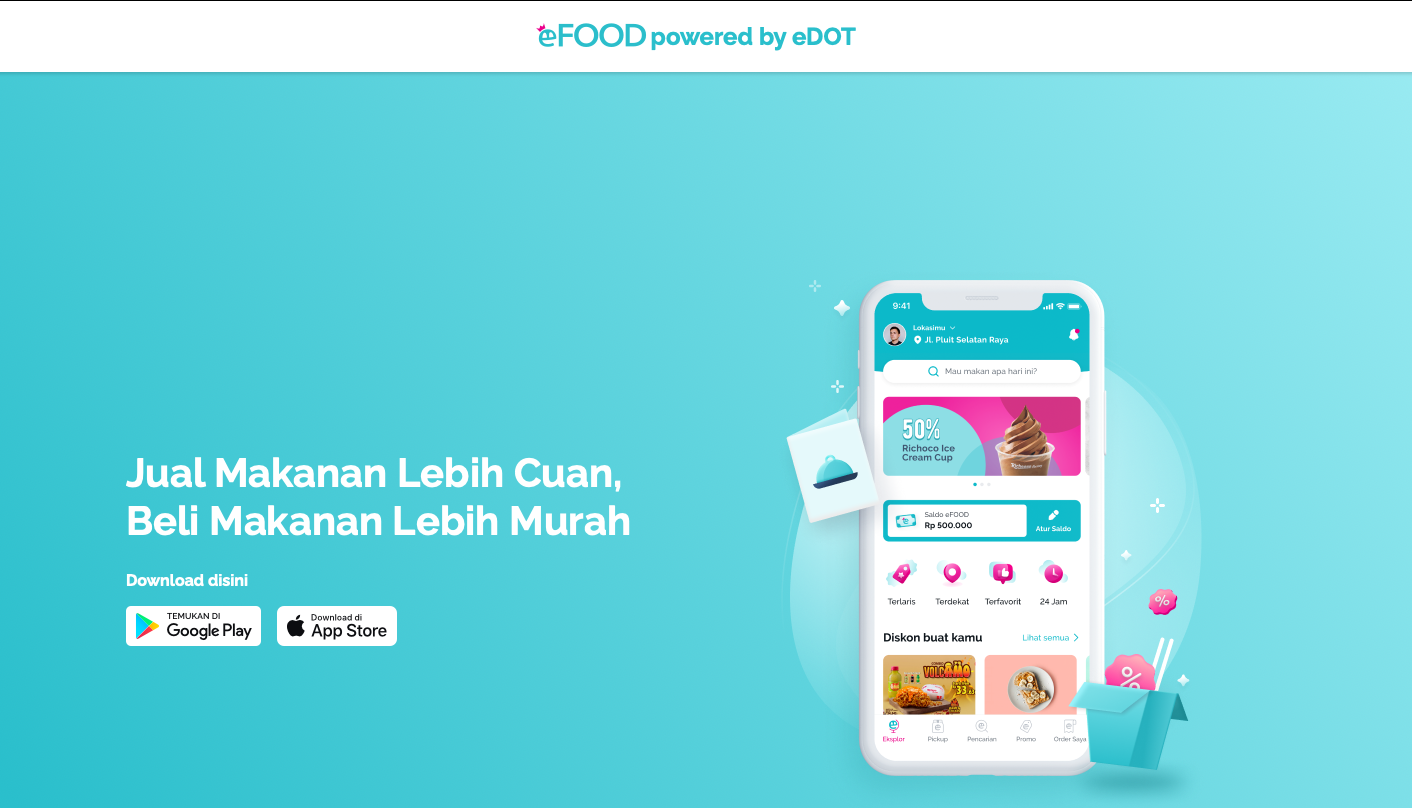 eFOOD powered by eDOT
Jual Makanan Lebih Cuan,
Beli Makanan Lebih Murah
Download disini
TEMUKAN DI
Google Play
Download di
App Store
9:41
Lokasimu
Jl. Pluit Selatan Raya
Mau makan apa hari ini?
50%
Richoco Ice
Cream Cup
Saldo eFOOD
Rp 500.000
Atur Saldo
Terlaris
Terdekat
Terfavorit
24 Jam
Diskon buat kamu
Lihat semua
%
%
Eksplor
Pickup
Pencarian
Promo
Order Saya